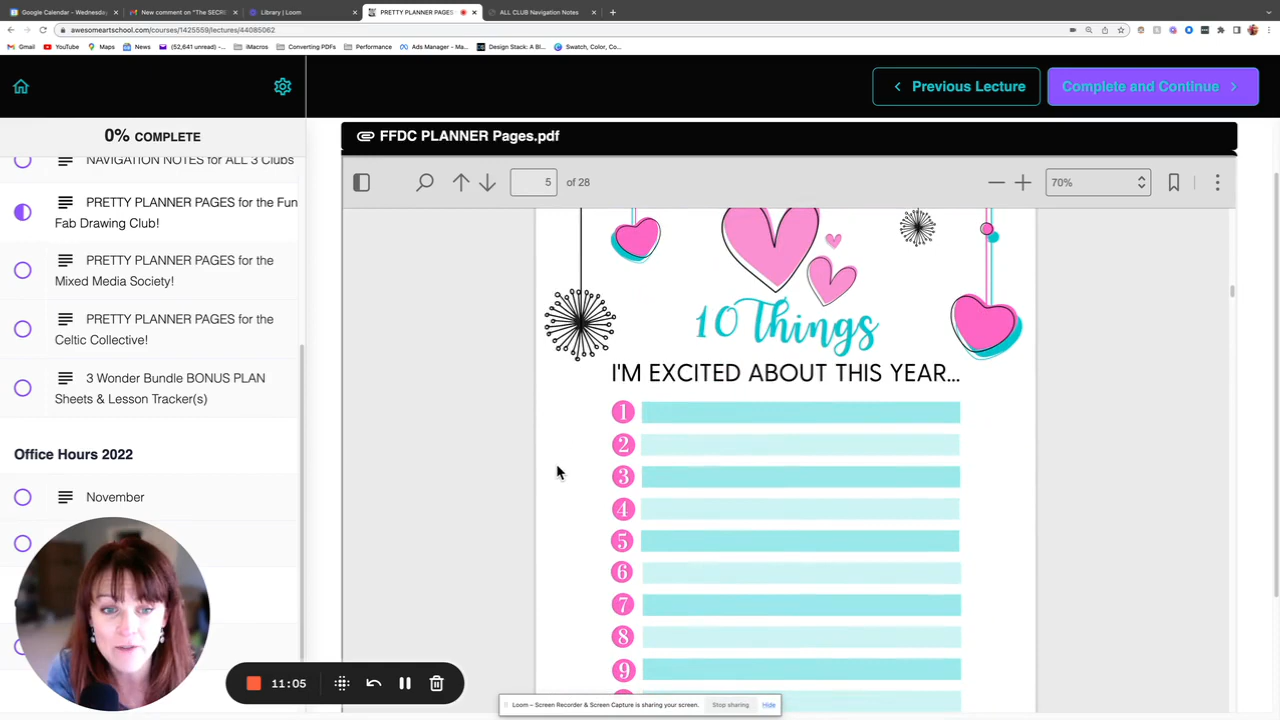 Google Calendar - Wednesda
New comment on "The SECR
Library | Loom
PRETTY PLANNER PAGES
ALL CLUB Navigation Notes
awesomeartschool.com/courses/1425559/lectures/44085062
Gmail
YouTube
Maps
News
(52,641 unread) -
iMacros
Converting PDFs
Performance
Ads Manager - Ma...
Design Stack: A Bl...
Swatch, Color, Co...
Previous Lecture
Complete and Continue
0% COMPLETE
NAVIGATION NOTES for ALL 3 Clubs
PRETTY PLANNER PAGES for the Fun
Fab Drawing Club!
PRETTY PLANNER PAGES for the
Mixed Media Society!
PRETTY PLANNER PAGES for the
Celtic Collective!
3 Wonder Bundle BONUS PLAN
Sheets & Lesson Tracker(s)
Office Hours 2022
November
FFDC PLANNER Pages.pdf
5 of 28
70%
10 Things
I'M EXCITED ABOUT THIS YEAR...
1
2
3
4
5
6
7
8
9
11:05
Loom – Screen Recorder & Screen Capture is sharing your screen.
Stop sharing
Hide